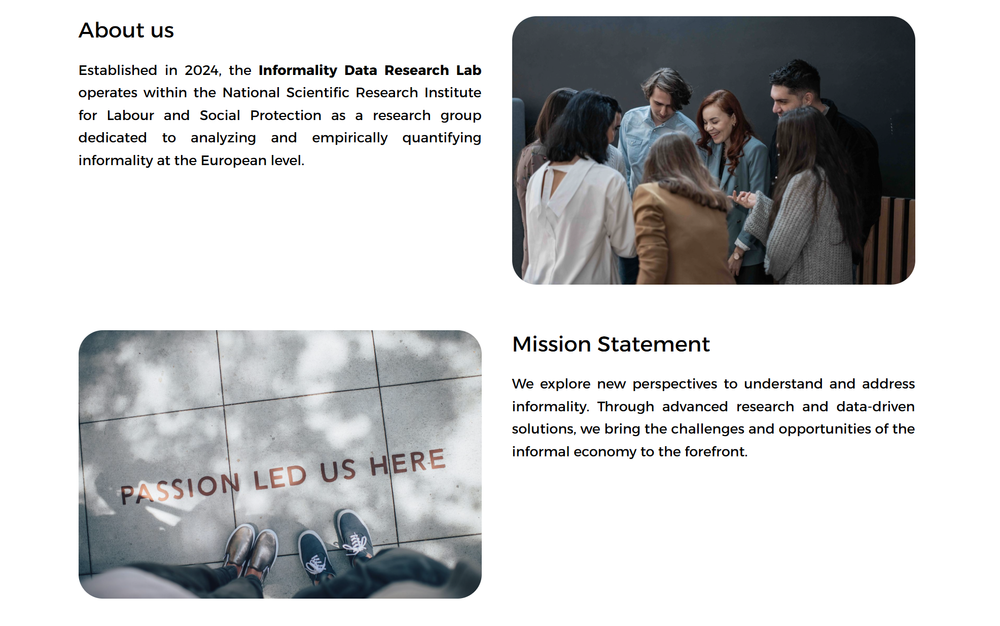 About us
Established in 2024, the Informality Data Research Lab
operates within the National Scientific Research Institute
for Labour and Social Protection as a research group
dedicated to analyzing and empirically quantifying
informality at the European level.
PASSION LED US HERE
Mission Statement
We explore new perspectives to understand and address
informality. Through advanced research and data-driven
solutions, we bring the challenges and opportunities of the
informal economy to the forefront.